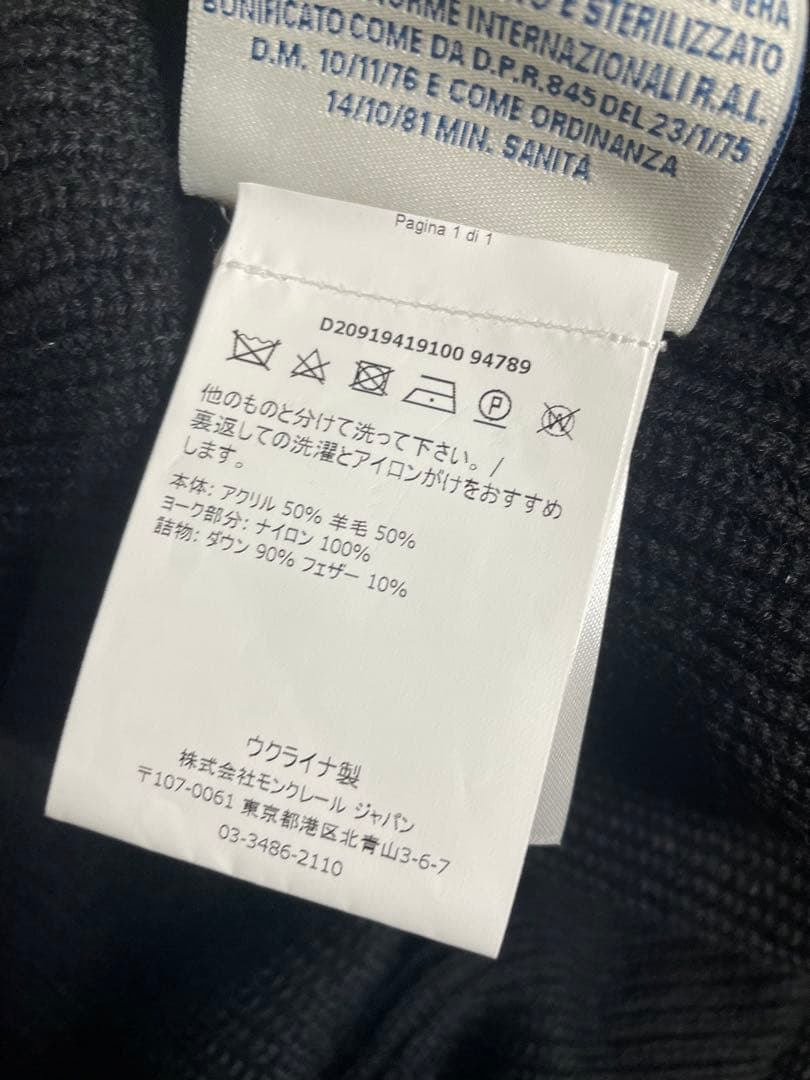 E STERILIZZATO
BONIFICATO COME DA NORME INTERNAZIONALI R.A.L.
D.M. 10/11/76 E COME DA D.P.R.845 DEL 23/1/75
14/10/81 MIN. SANITÀ E COME ORDINANZA
Pagina 1 di 1
D20919419100 94789
P W
他のものと分けて洗って下さい。/
裏返しての洗濯とアイロンがけをおすすめ
します。
本体: アクリル 50% 羊毛 50%
ヨーク部分: ナイロン 100%
詰物: ダウン 90% フェザー 10%
ウクライナ製
株式会社モンクレール ジャパン
〒107-0061 東京都港区北青山3-6-7
03-3486-2110